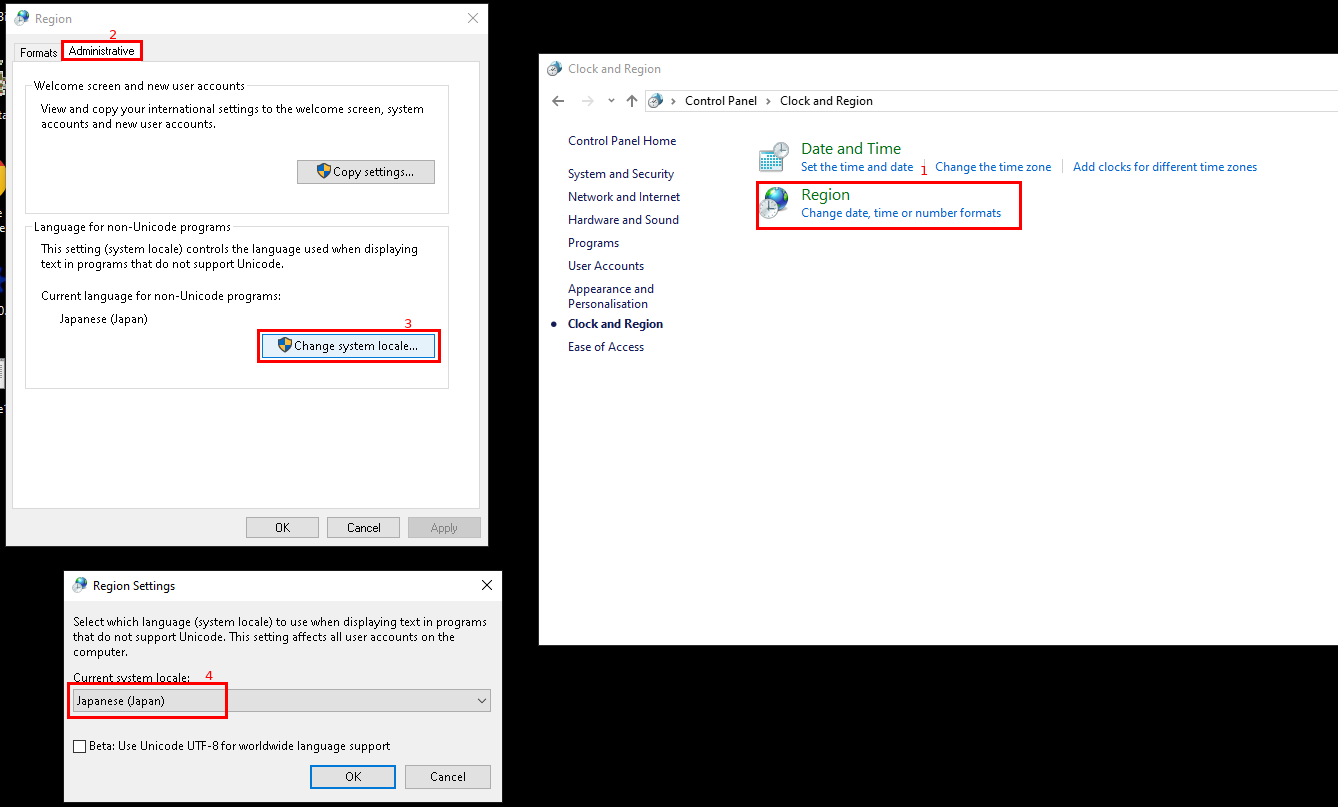 Region
2
Formats
Administrative
Welcome screen and new user accounts
View and copy your international settings to the welcome screen, system
accounts and new user accounts.
Copy settings...
Language for non-Unicode programs
This setting (system locale) controls the language used when displaying
text in programs that do not support Unicode.
Current language for non-Unicode programs:
Japanese (Japan)
3
Change system locale...
OK
Cancel
Apply
Region Settings
Select which language (system locale) to use when displaying text in programs
that do not support Unicode. This setting affects all user accounts on the
computer.
Current system locale:
4
Japanese (Japan)
Beta: Use Unicode UTF-8 for worldwide language support
OK
Cancel
Clock and Region
Control Panel > Clock and Region
Control Panel Home
System and Security
Network and Internet
Hardware and Sound
Programs
User Accounts
Appearance and
Personalisation
Clock and Region
Ease of Access
Date and Time
Set the time and date
1
Change the time zone
Add clocks for different time zones
Region
Change date, time or number formats